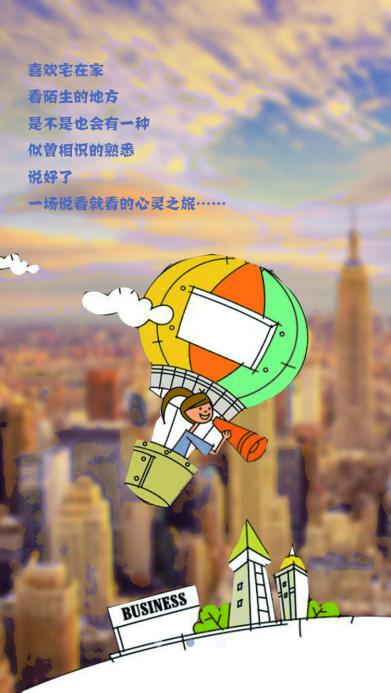 喜欢宅在家
看陌生的地方
是不是也会有一种
似曾相识的熟悉
说好了
一场说看就看的心灵之旅……
BUSINESS